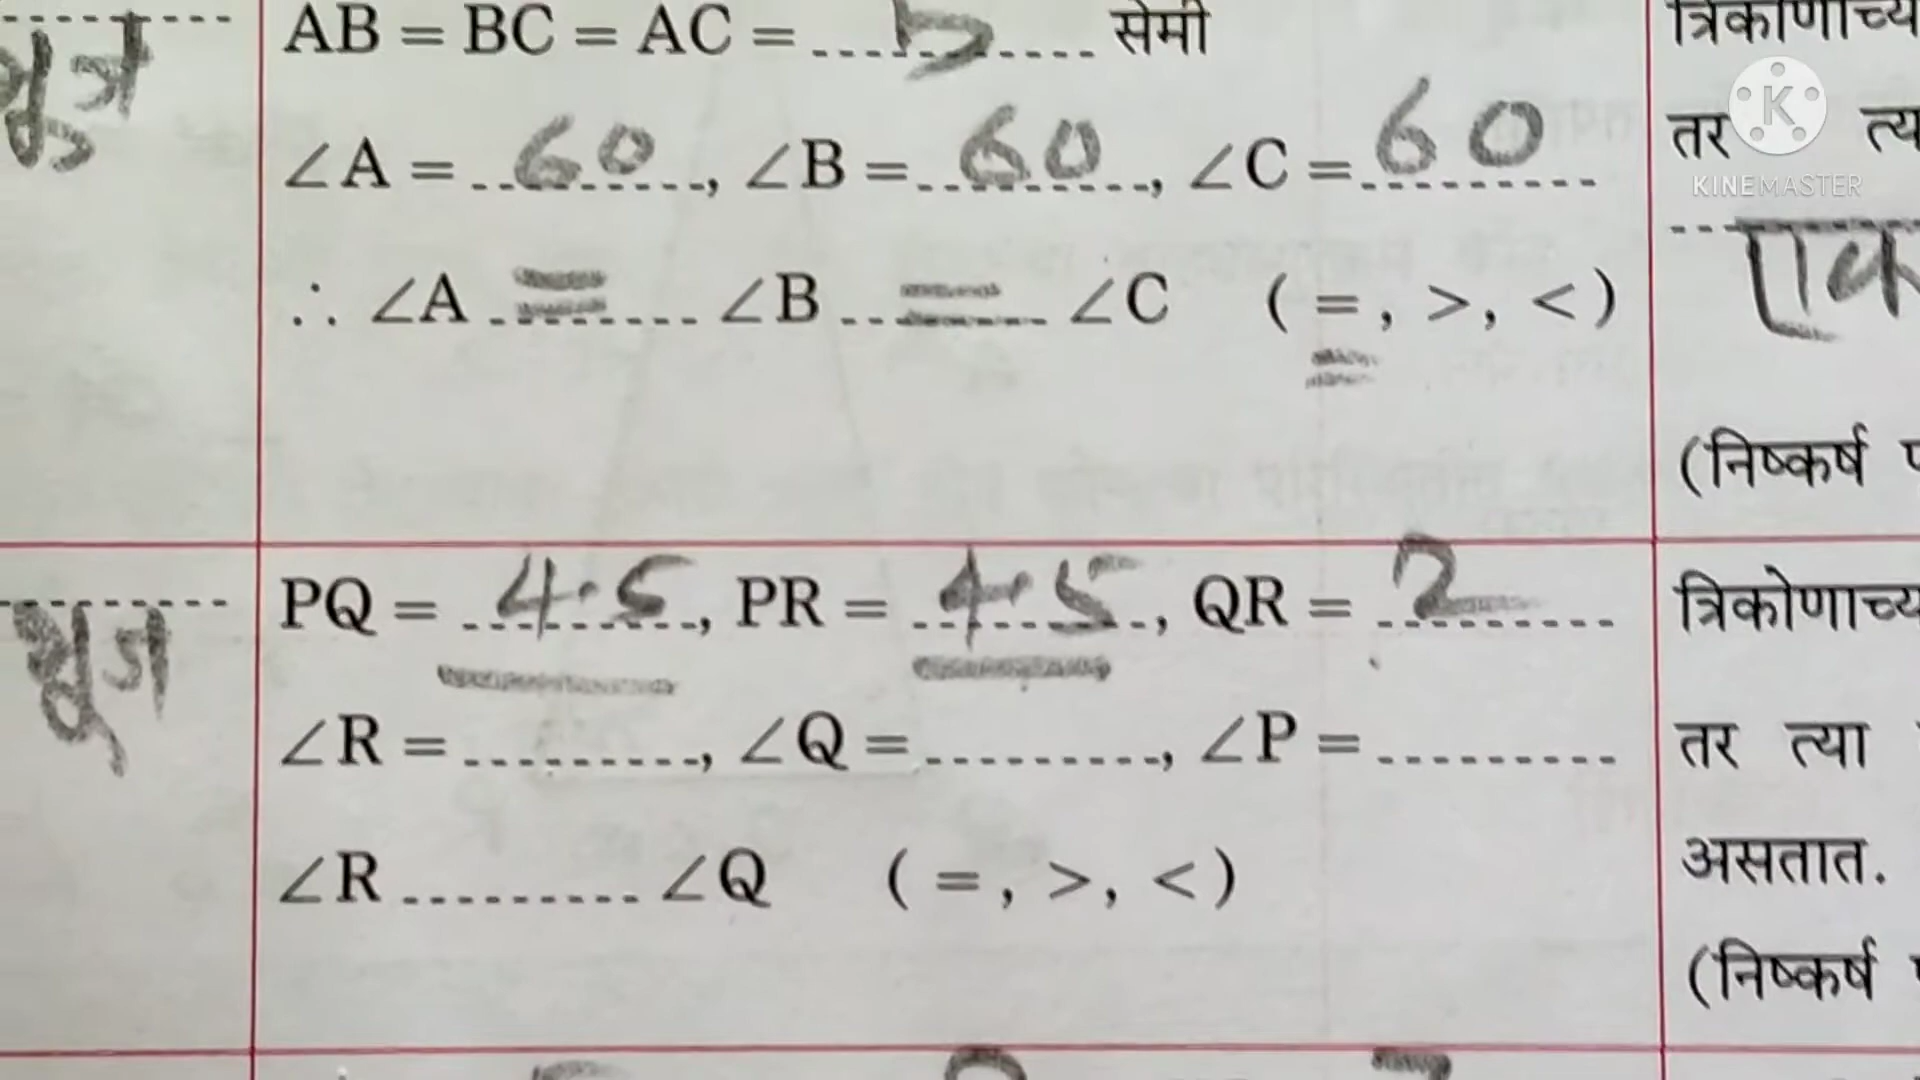 AB = BC = AC = 5 सेमी
∠A = 60, ∠B = 60, ∠C = 60
∴ ∠A = ∠B = ∠C (=, >, <)
PQ = 4.5, PR = 4.5, QR = 2
∠R = ........., ∠Q = ........., ∠P = .........
∠R ......... ∠Q (=, >, <)
तर त्य
KINEMASTER
एक
(निष्कर्ष
त्रिकोणाच्य
तर त्या
असतात.
(निष्कर्ष